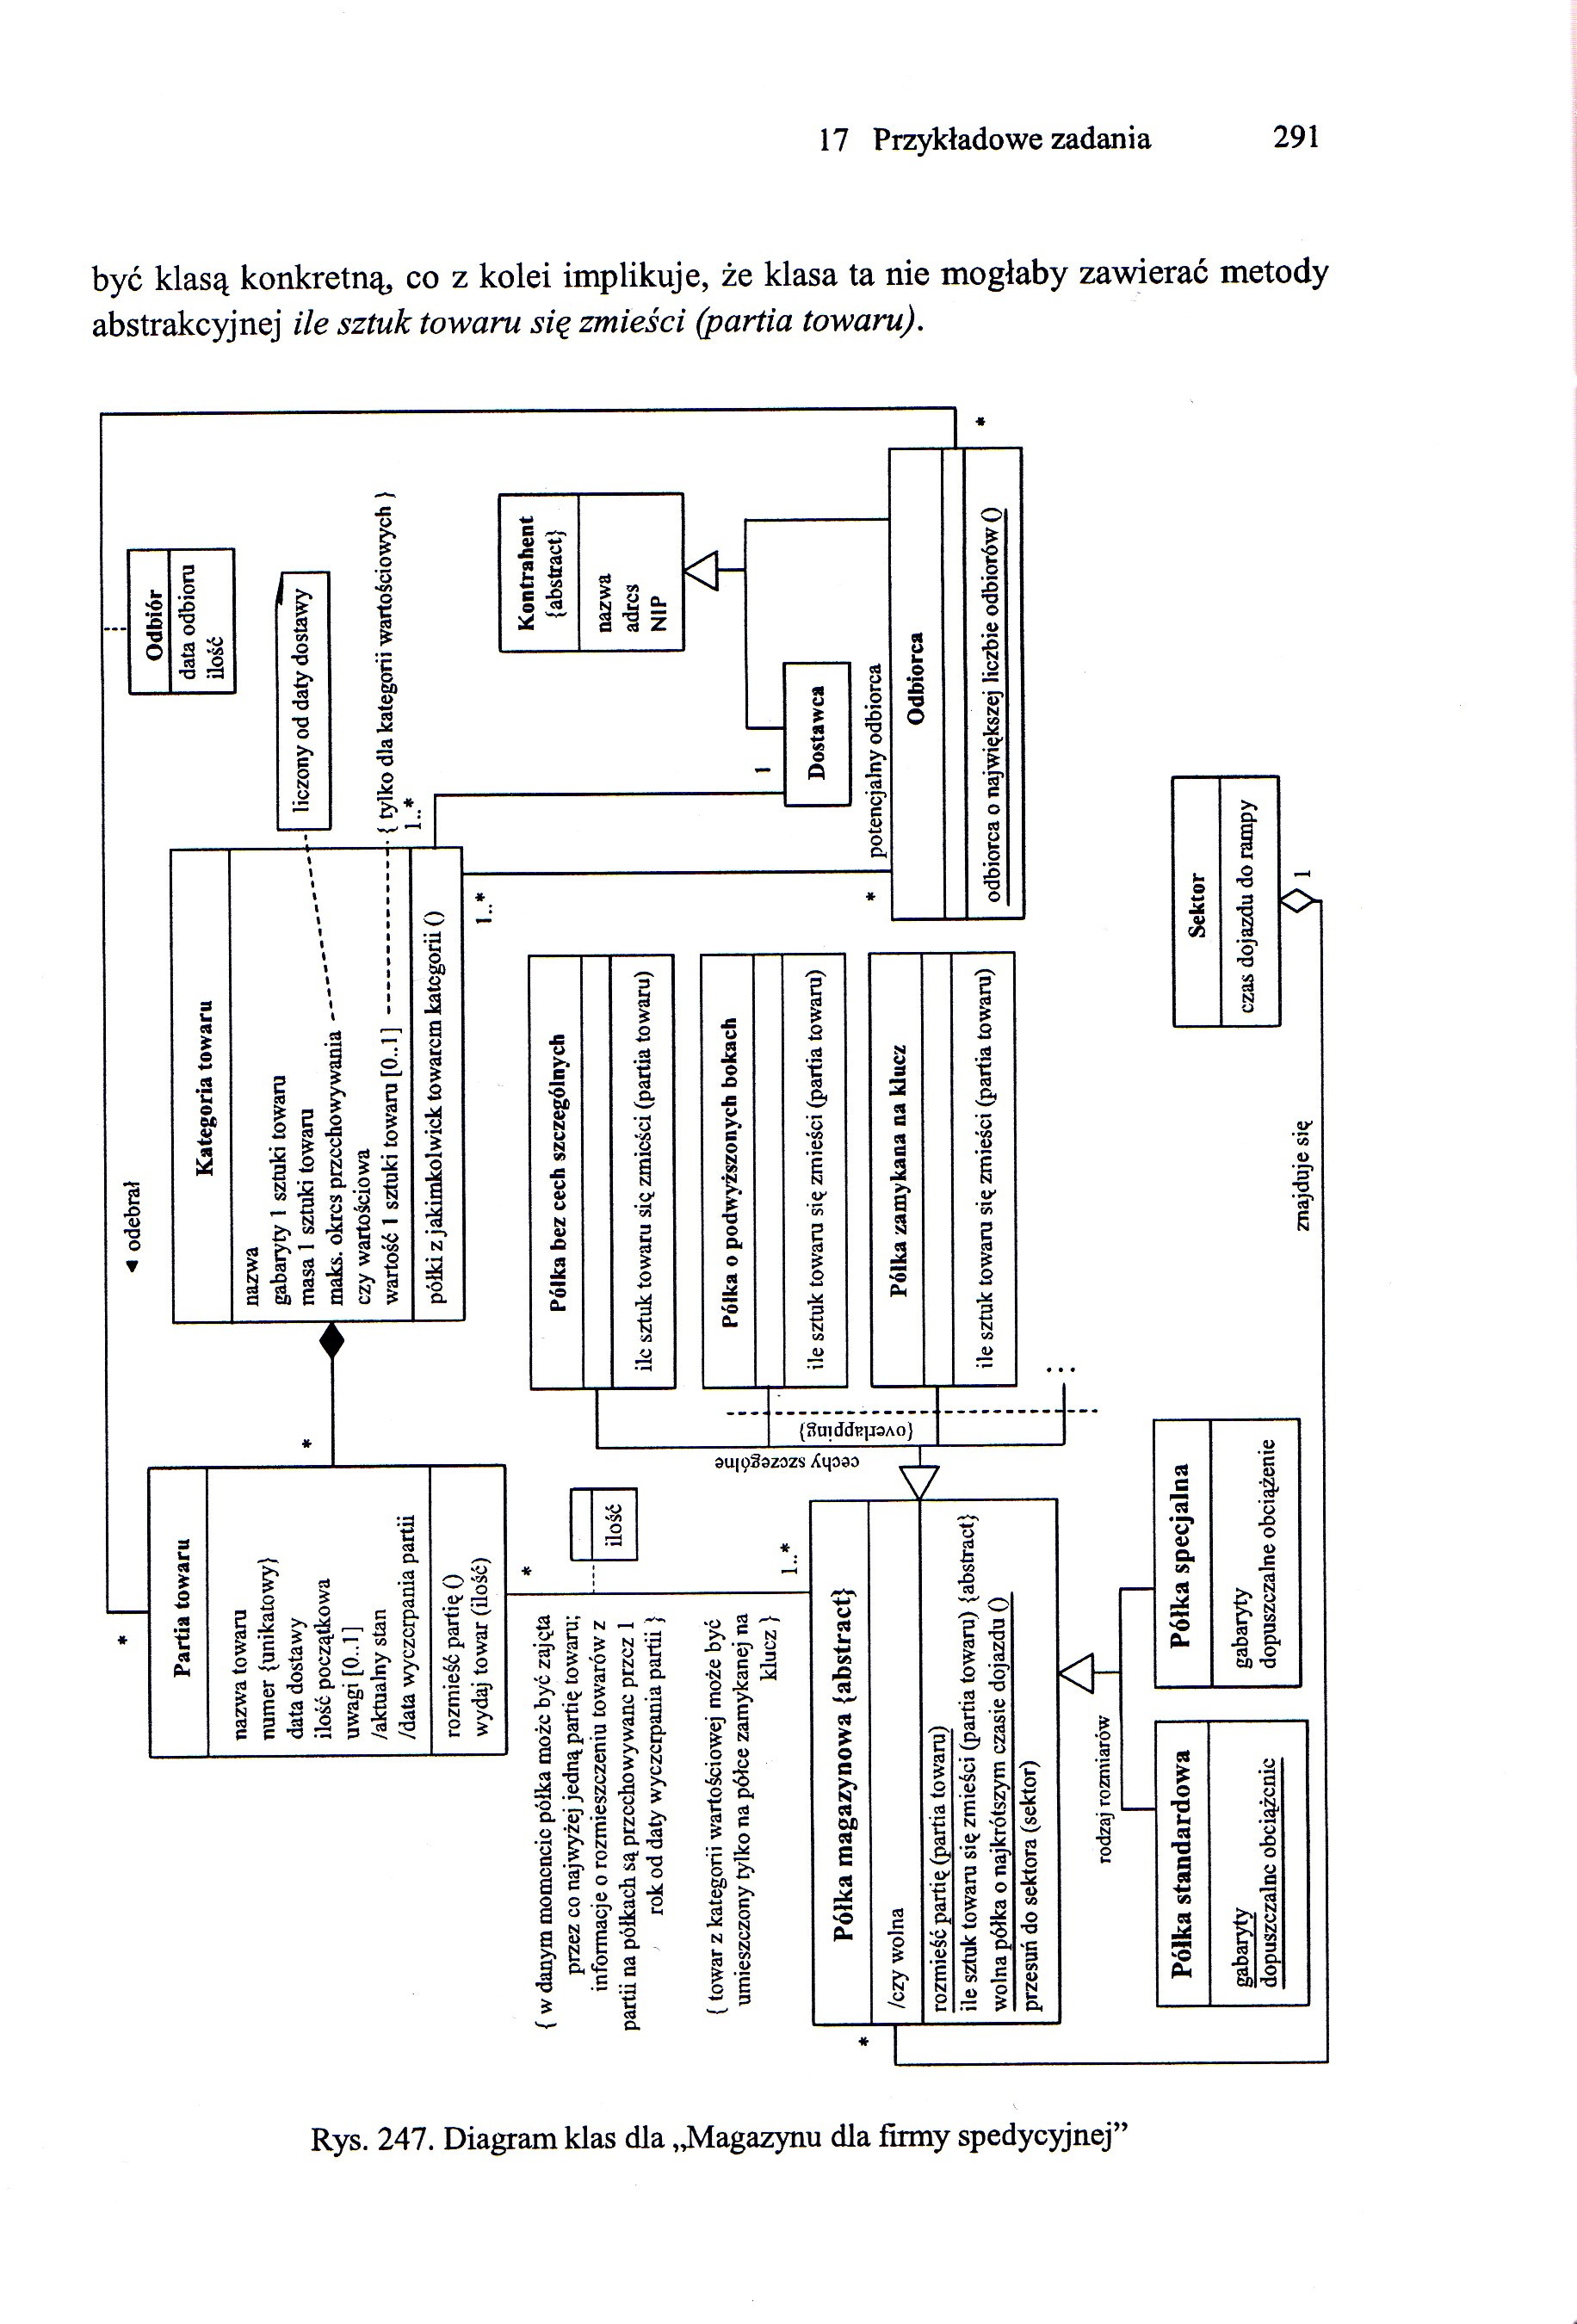 17 Przykładowe zadania 291
być klasą konkretną, co z kolei implikuje, że klasa ta nie mogłaby zawierać metody
abstrakcyjnej ile sztuk towaru się zmieści (partia towaru).
*
◄ odebrał
*
Odbiór
data odbioru
ilość
Partia towaru
nazwa towaru
numer {unikatowy}
data dostawy
ilość początkowa
uwagi [0..1]
/aktualny stan
/data wyczerpania partii
rozmieść partię ()
wydaj towar (ilość)
*
Kategoria towaru
nazwa
gabaryty 1 sztuki towaru
masa 1 sztuki towaru
maks. okres przechowywania
czy wartościowa
wartość 1 sztuki towaru [0..1]
półki z jakimkolwiek towarem kategorii ()
liczony od daty dostawy
{ tylko dla kategorii wartościowych }
1..*
1..*
Kontrahent
{abstract}
nazwa
adres
NIP
1
Dostawca
potencjalny odbiorca
*
Odbiorca
odbiorca o największej liczbie odbiorów ()
*
ilość
1..*
{ w danym momencie półka może być zajęta
przez co najwyżej jedną partię towaru;
informacje o rozmieszczeniu towarów z
partii na półkach są przechowywane przez 1
rok od daty wyczerpania partii }
{ towar z kategorii wartościowej może być
umieszczony tylko na półce zamykanej na
klucz }
Półka bez cech szczególnych
ile sztuk towaru się zmieści (partia towaru)
Półka o podwyższonych bokach
ile sztuk towaru się zmieści (partia towaru)
Półka zamykana na klucz
ile sztuk towaru się zmieści (partia towaru)
...
cechy szczególne
{overlapping}
*
Półka magazynowa {abstract}
/czy wolna
rozmieść partię (partia towaru)
ile sztuk towaru się zmieści (partia towaru) {abstract}
wolna półka o najkrótszym czasie dojazdu ()
przesuń do sektora (sektor)
rodzaj rozmiarów
Półka standardowa
gabaryty
dopuszczalne obciążenie
Półka specjalna
gabaryty
dopuszczalne obciążenie
Sektor
czas dojazdu do rampy
1
znajduje się
Rys. 247. Diagram klas dla „Magazynu dla firmy spedycyjnej”